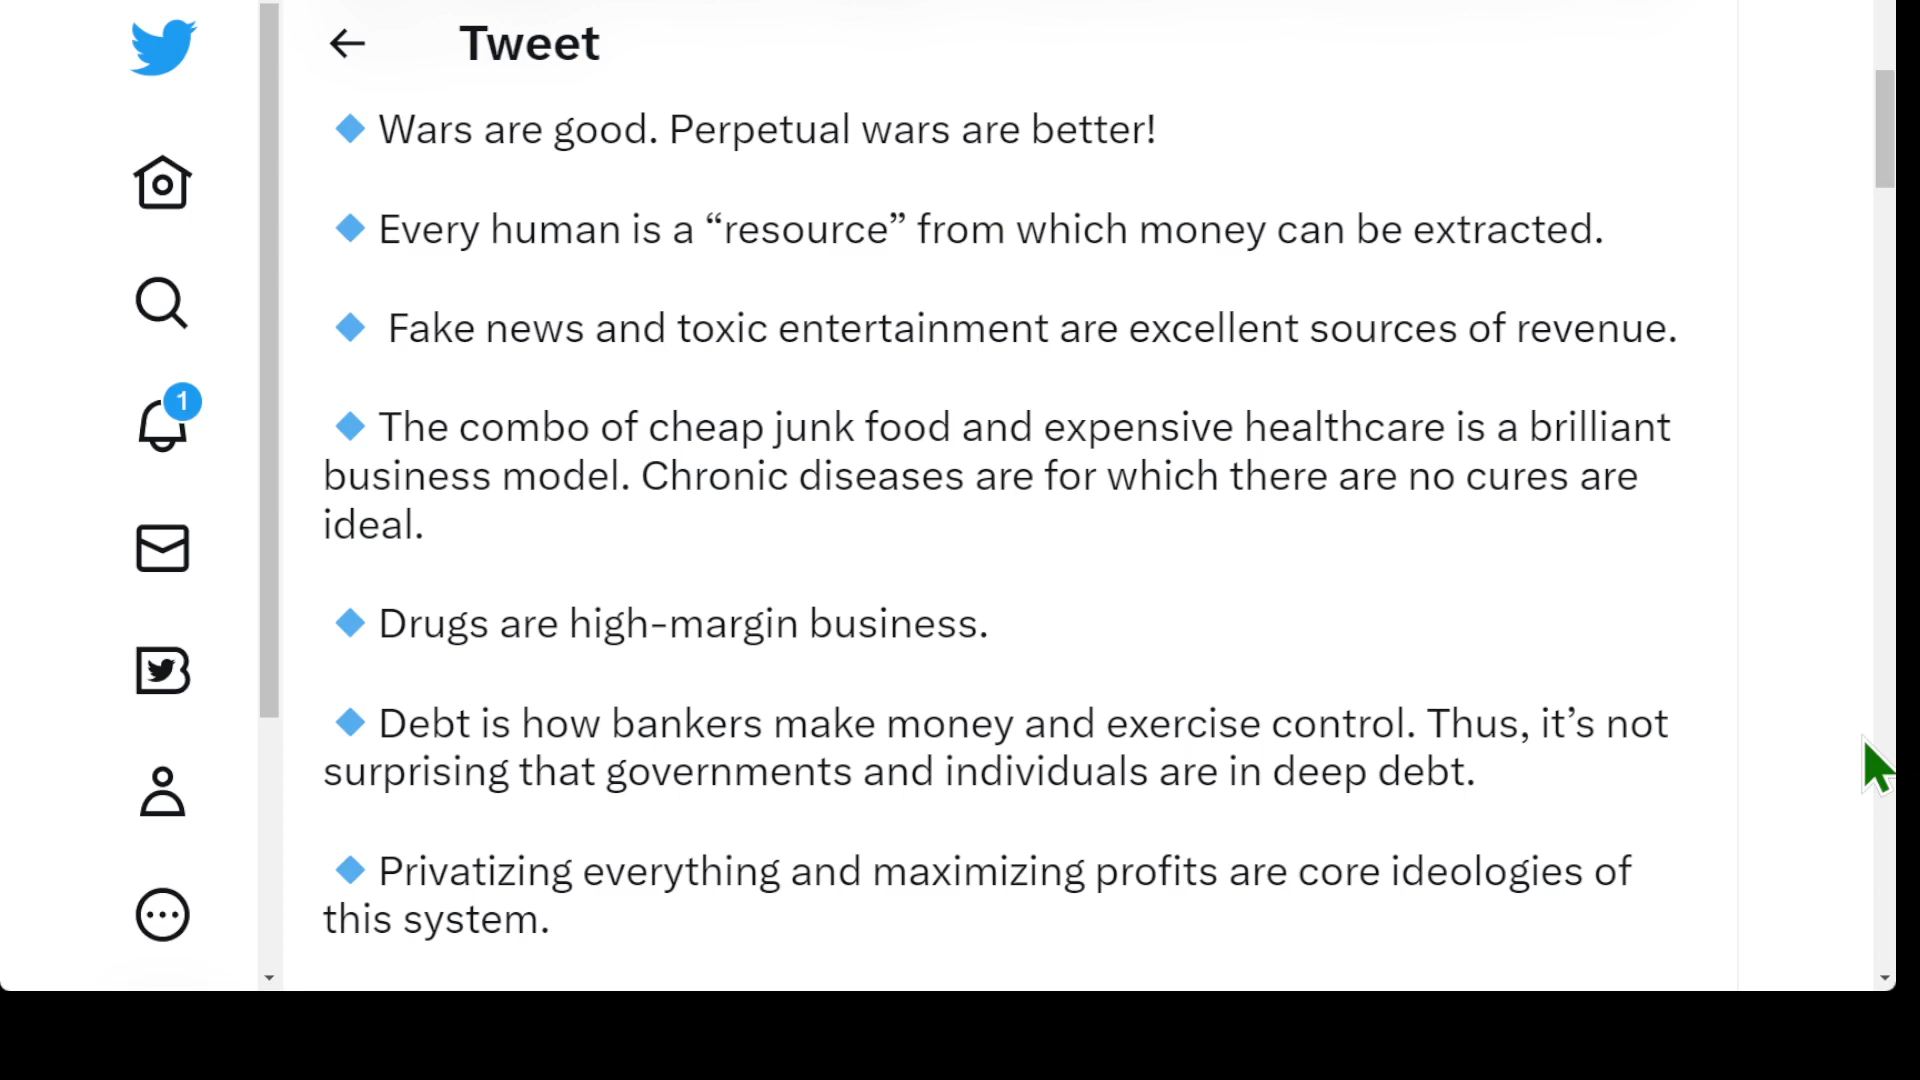 Tweet
🔹 Wars are good. Perpetual wars are better!
🔹 Every human is a “resource” from which money can be extracted.
🔹 Fake news and toxic entertainment are excellent sources of revenue.
1
🔹 The combo of cheap junk food and expensive healthcare is a brilliant
business model. Chronic diseases are for which there are no cures are
ideal.
🔹 Drugs are high-margin business.
🔹 Debt is how bankers make money and exercise control. Thus, it’s not
surprising that governments and individuals are in deep debt.
🔹 Privatizing everything and maximizing profits are core ideologies of
this system.